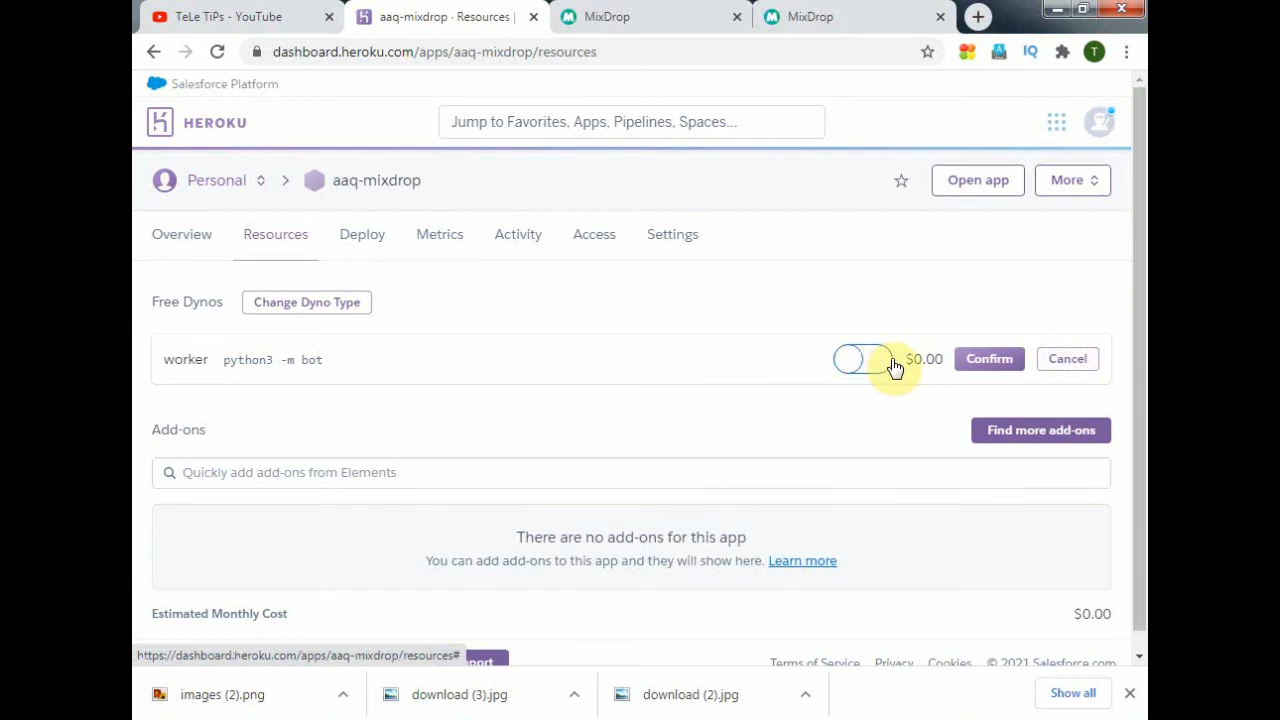 TeLe TiPs - YouTube
aaq-mixdrop · Resources |
MixDrop
MixDrop
dashboard.heroku.com/apps/aaq-mixdrop/resources
IQ
T
Salesforce Platform
HEROKU
Jump to Favorites, Apps, Pipelines, Spaces...
Personal
aaq-mixdrop
Open app
More
Overview
Resources
Deploy
Metrics
Activity
Access
Settings
Free Dynos
Change Dyno Type
worker python3 -m bot
$0.00
Confirm
Cancel
Add-ons
Find more add-ons
Quickly add add-ons from Elements
There are no add-ons for this app
You can add add-ons to this app and they will show here. Learn more
Estimated Monthly Cost
$0.00
https://dashboard.heroku.com/apps/aaq-mixdrop/resources#
Terms of Service
Privacy
Cookies
© 2021 Salesforce.com
images (2).png
download (3).jpg
download (2).jpg
Show all